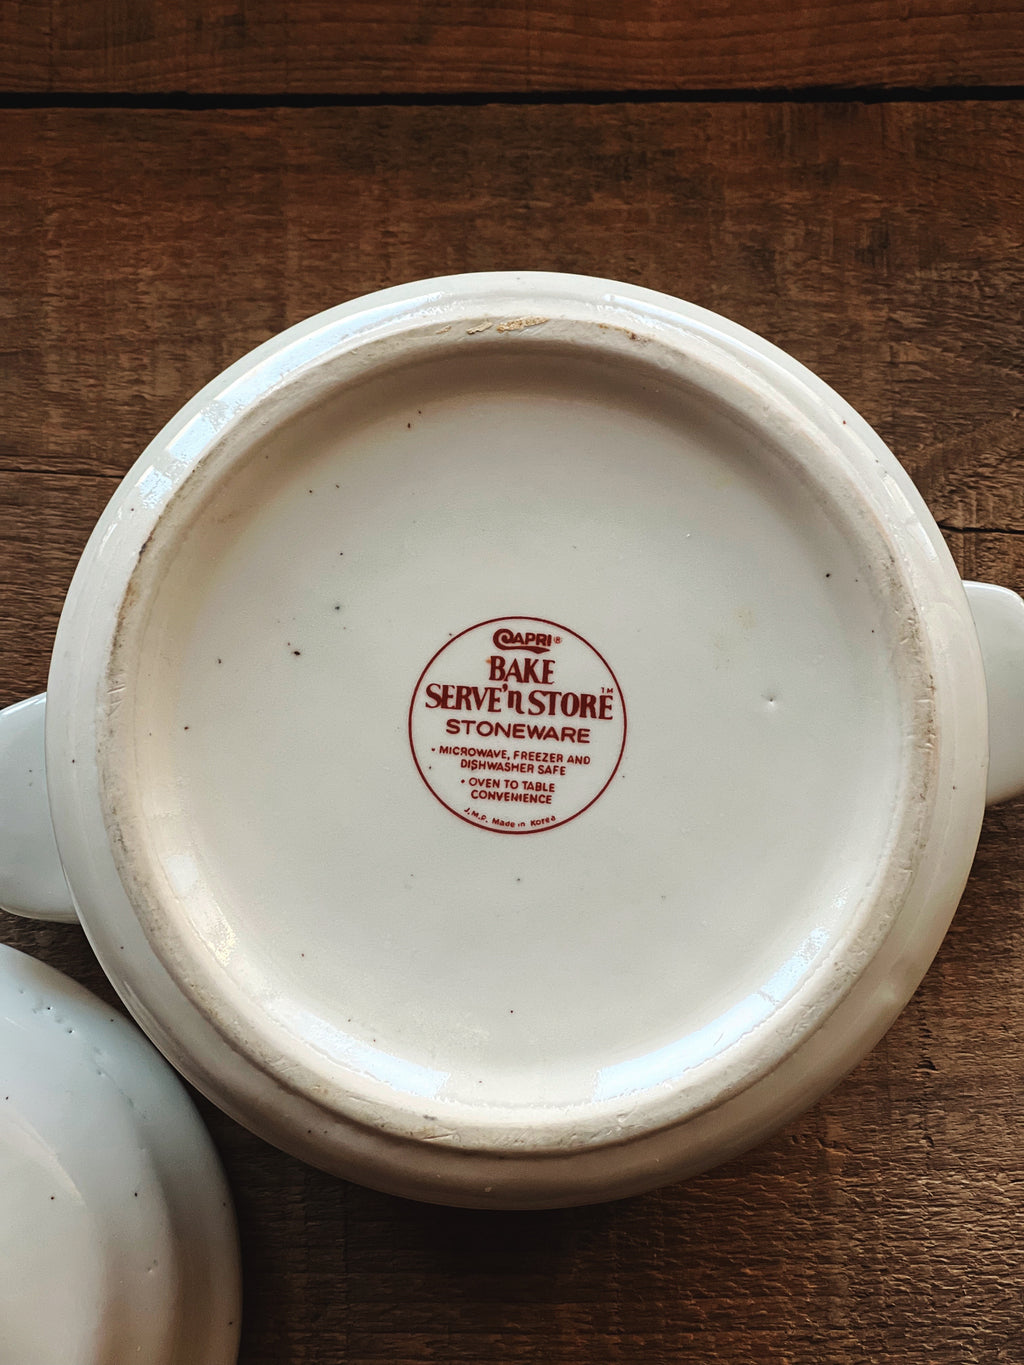 CAPRI®
BAKE
SERVE'n STORE™
STONEWARE
• MICROWAVE, FREEZER AND
DISHWASHER SAFE
• OVEN TO TABLE
CONVENIENCE
J.M.P. Made in Korea